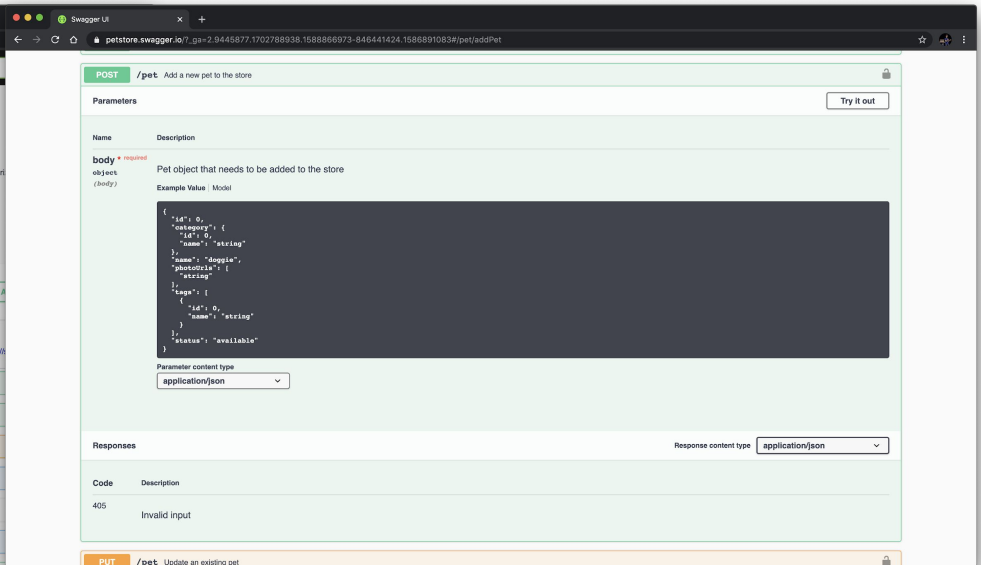 Swagger UI
petstore.swagger.io/?_ga=2.9445877.1702788938.1588866973-846441424.1586891083#/pet/addPet
POST /pet Add a new pet to the store
Parameters
Try it out
Name Description
body * required
object
(body)
Pet object that needs to be added to the store
Example Value Model
{
"id": 0,
"category": {
"id": 0,
"name": "string"
},
"name": "doggie",
"photoUrls": [
"string"
],
"tags": [
{
"id": 0,
"name": "string"
}
],
"status": "available"
}
Parameter content type
application/json
Responses
Response content type application/json
Code Description
405
Invalid input
PUT /pet Update an existing pet